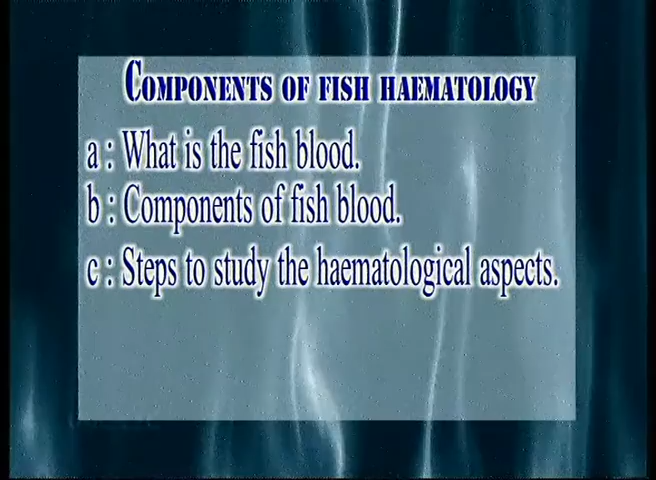 COMPONENTS OF FISH HAEMATOLOGY
a : What is the fish blood.
b : Components of fish blood.
c : Steps to study the haematological aspects.